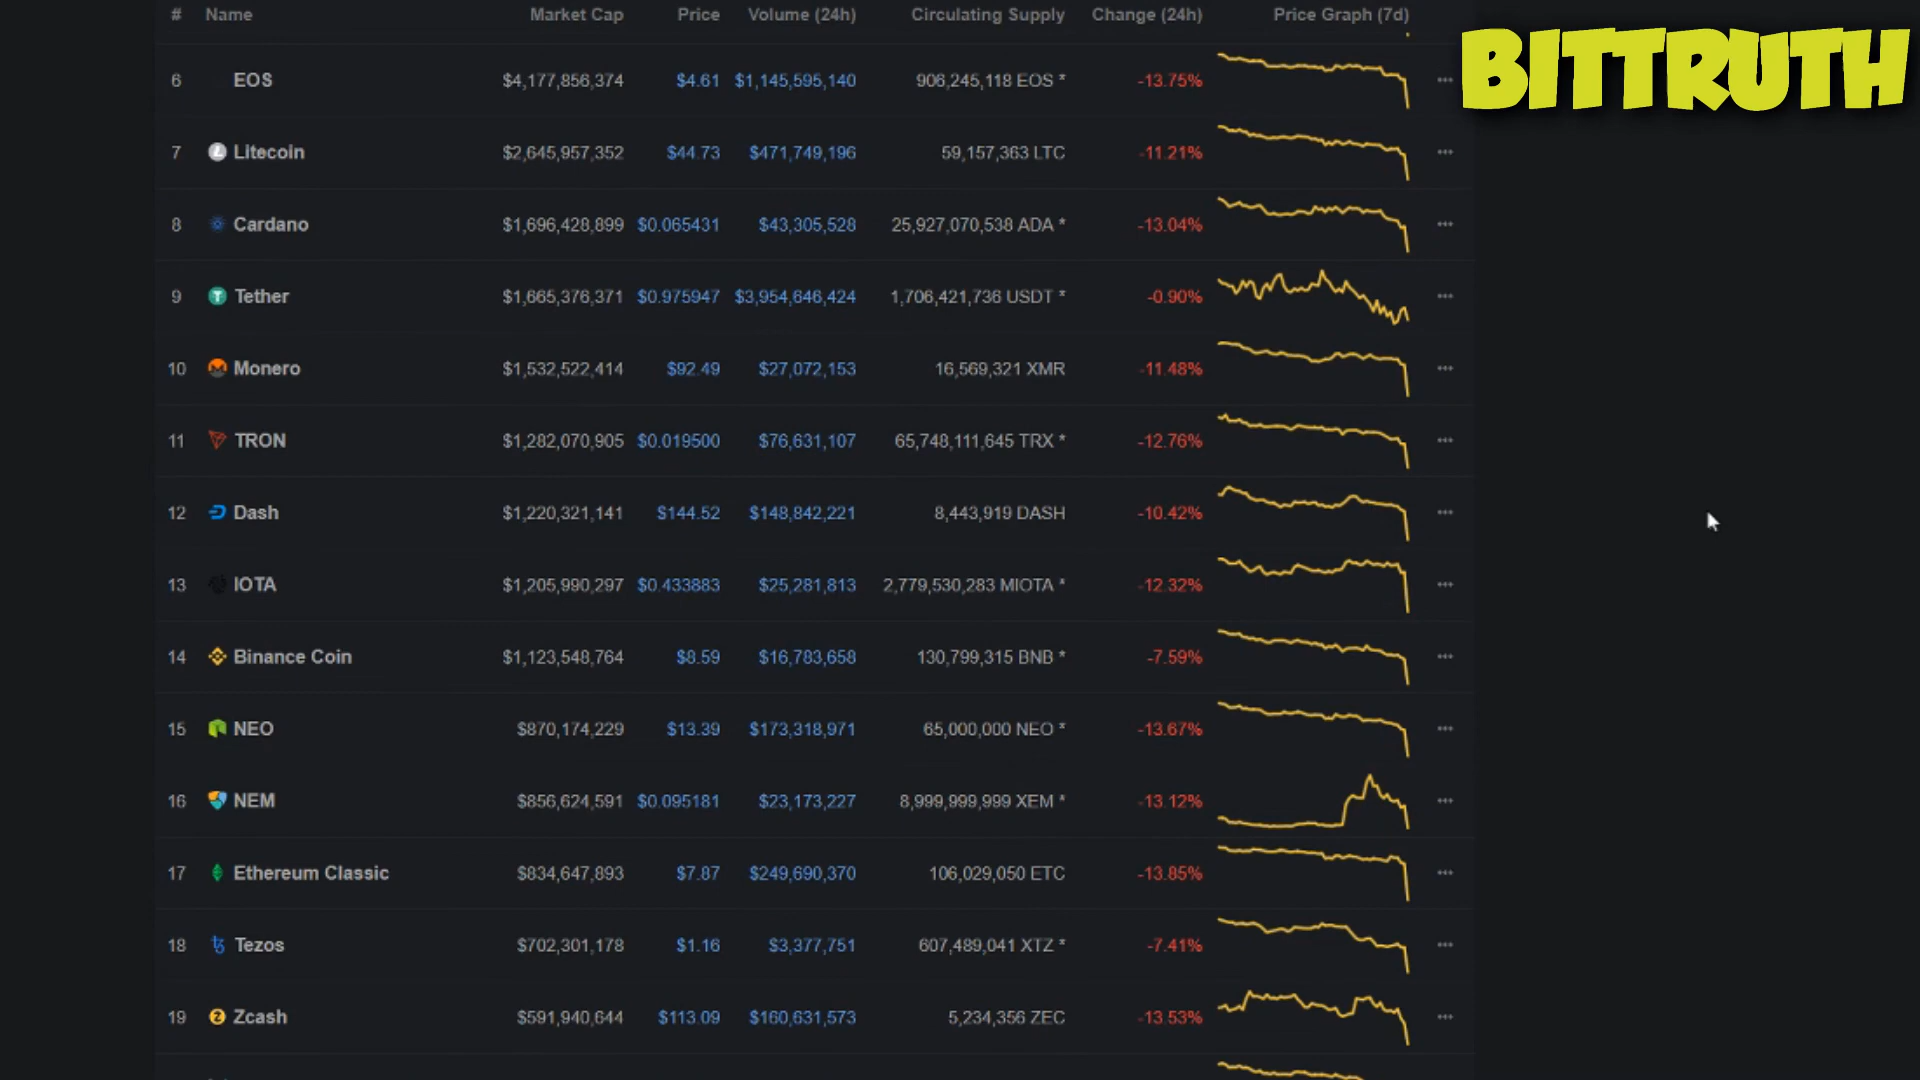 # Name Market Cap Price Volume (24h) Circulating Supply Change (24h) Price Graph (7d)
BITTRUTH
6 EOS $4,177,856,374 $4.61 $1,145,595,140 906,245,118 EOS * -13.75%
7 Litecoin $2,645,957,352 $44.73 $471,749,196 59,157,363 LTC -11.21%
8 Cardano $1,696,428,899 $0.065431 $43,305,528 25,927,070,538 ADA * -13.04%
9 Tether $1,665,376,371 $0.975947 $3,954,646,424 1,706,421,736 USDT * -0.90%
10 Monero $1,532,522,414 $92.49 $27,072,153 16,569,321 XMR -11.48%
11 TRON $1,282,070,905 $0.019500 $76,631,107 65,748,111,645 TRX * -12.76%
12 Dash $1,220,321,141 $144.52 $148,842,221 8,443,919 DASH -10.42%
13 IOTA $1,205,990,297 $0.433883 $25,281,813 2,779,530,283 MIOTA * -12.32%
14 Binance Coin $1,123,548,764 $8.59 $16,783,658 130,799,315 BNB * -7.59%
15 NEO $870,174,229 $13.39 $173,318,971 65,000,000 NEO * -13.67%
16 NEM $856,624,591 $0.095181 $23,173,227 8,999,999,999 XEM * -13.12%
17 Ethereum Classic $834,647,893 $7.87 $249,690,370 106,029,050 ETC -13.85%
18 Tezos $702,301,178 $1.16 $3,377,751 607,489,041 XTZ * -7.41%
19 Zcash $591,940,644 $113.09 $160,631,573 5,234,356 ZEC -13.53%